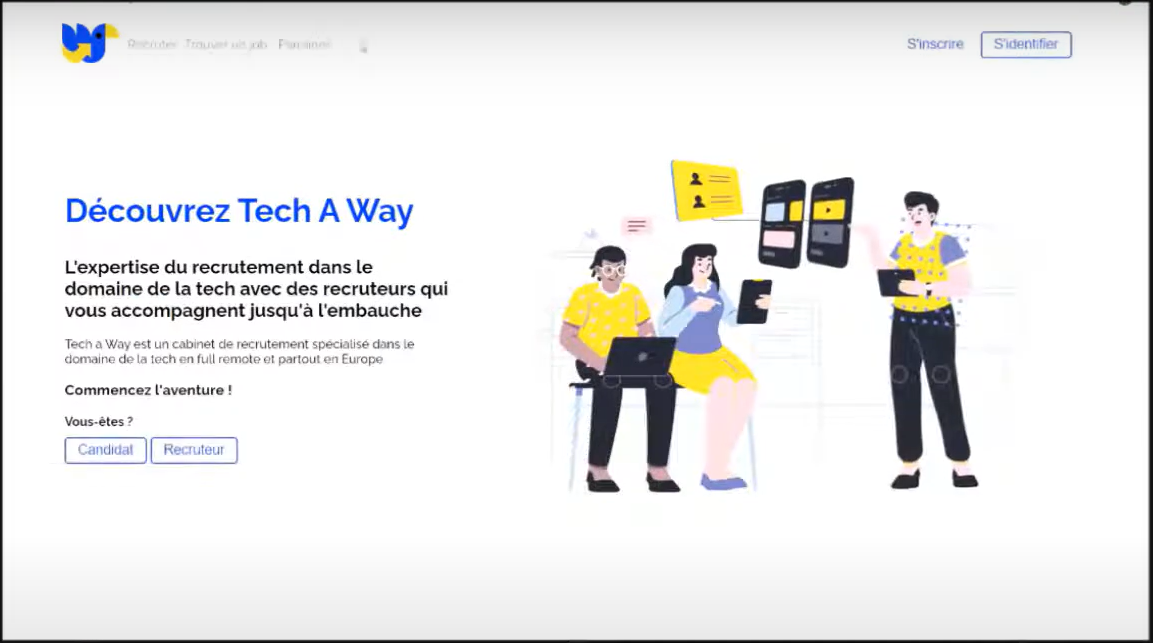 Recruter Trouver un job
S'inscrire
S'identifier
Découvrez Tech A Way
L'expertise du recrutement dans le
domaine de la tech avec des recruteurs qui
vous accompagnent jusqu'à l'embauche
Tech a Way est un cabinet de recrutement spécialisé dans le
domaine de la tech en full remote et partout en Europe
Commencez l'aventure !
Vous-êtes ?
Candidat
Recruteur